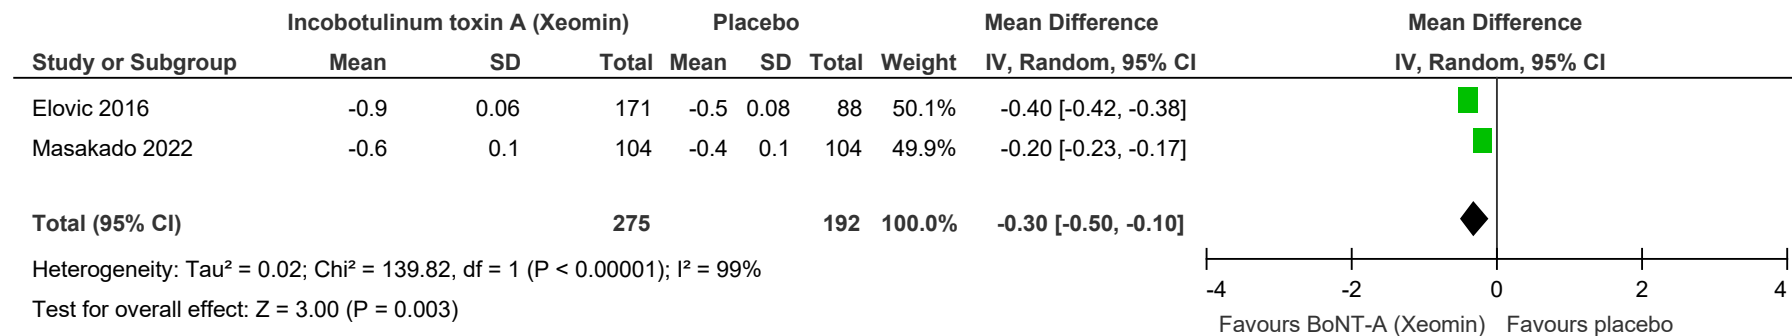 Incobotulinum toxin A (Xeomin) Placebo Mean Difference Mean Difference
Study or Subgroup Mean SD Total Mean SD Total Weight IV, Random, 95% CI IV, Random, 95% CI
Elovic 2016 -0.9 0.06 171 -0.5 0.08 88 50.1% -0.40 [-0.42, -0.38]
Masakado 2022 -0.6 0.1 104 -0.4 0.1 104 49.9% -0.20 [-0.23, -0.17]
Total (95% CI) 275 192 100.0% -0.30 [-0.50, -0.10]
Heterogeneity: Tau² = 0.02; Chi² = 139.82, df = 1 (P < 0.00001); I² = 99%
Test for overall effect: Z = 3.00 (P = 0.003)
-4 -2 0 2 4
Favours BoNT-A (Xeomin) Favours placebo